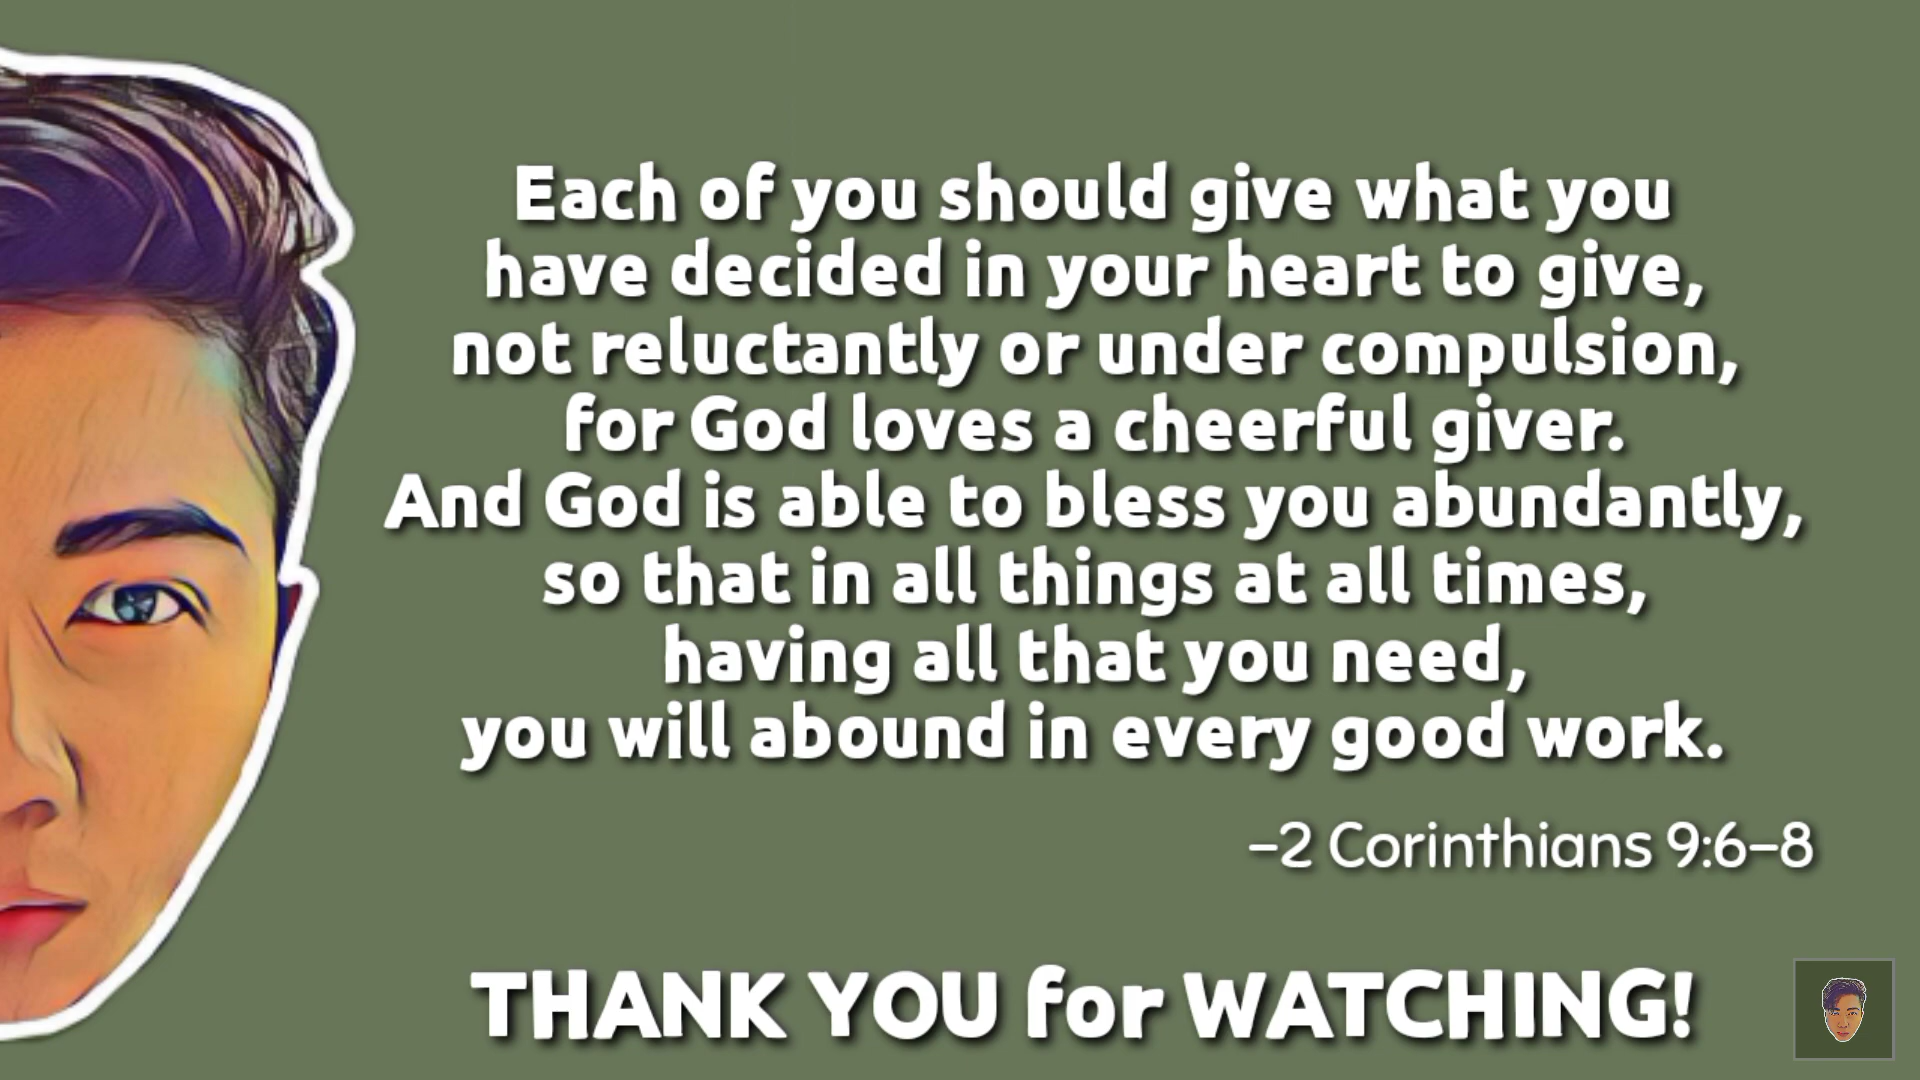 Each of you should give what you
have decided in your heart to give,
not reluctantly or under compulsion,
for God loves a cheerful giver.
And God is able to bless you abundantly,
so that in all things at all times,
having all that you need,
you will abound in every good work.
–2 Corinthians 9:6–8
THANK YOU for WATCHING!